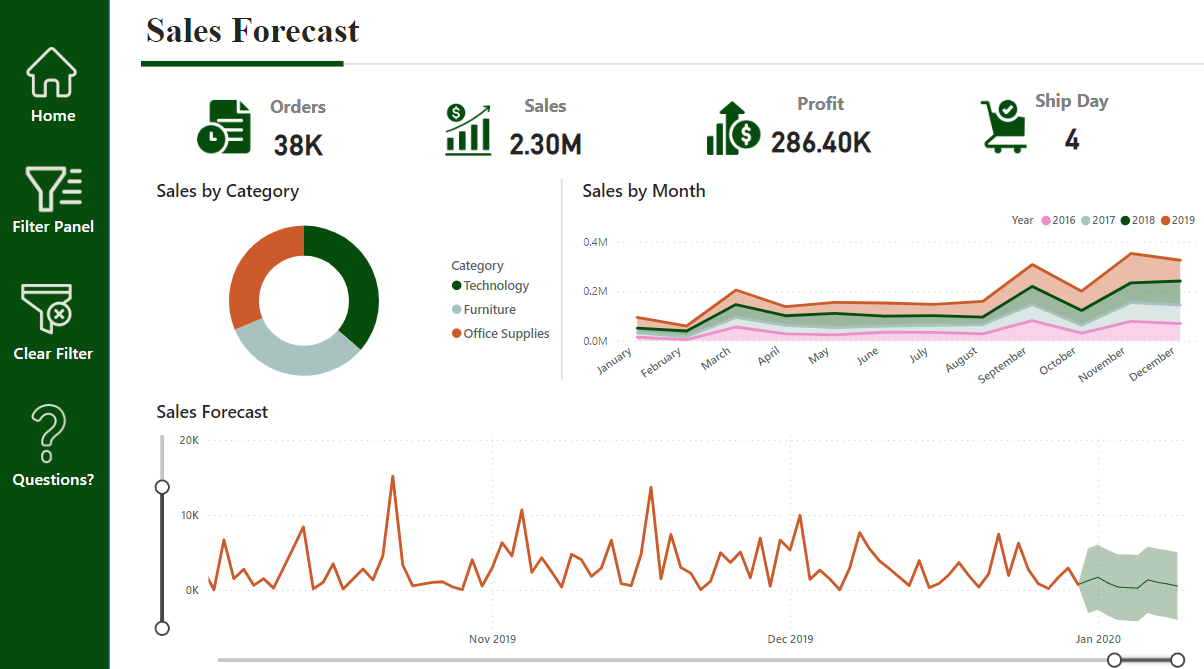 Sales Forecast
Home
Filter Panel
Clear Filter
Questions?
Orders
38K
Sales
2.30M
Profit
286.40K
Ship Day
4
Sales by Category
Category
Technology
Furniture
Office Supplies
Sales by Month
Year 2016 2017 2018 2019
0.4M
0.2M
0.0M
January February March April May June July August September October November December
Sales Forecast
20K
10K
0K
Nov 2019 Dec 2019 Jan 2020
$
$